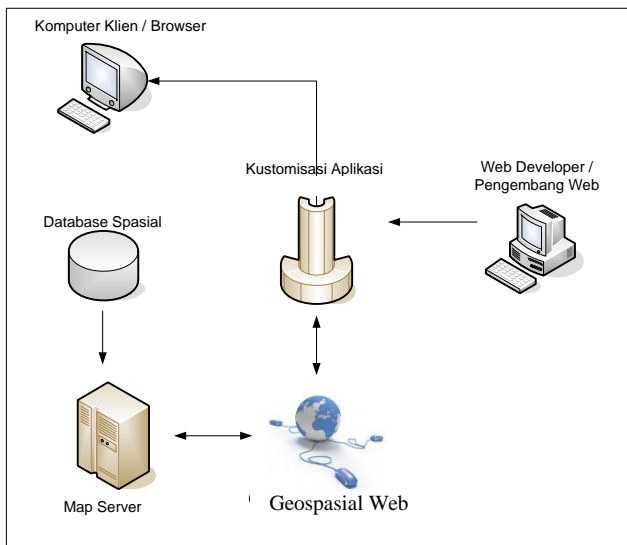 Komputer Klien / Browser
Kustomisasi Aplikasi
Web Developer /
Pengembang Web
Database Spasial
Map Server
Geospasial Web